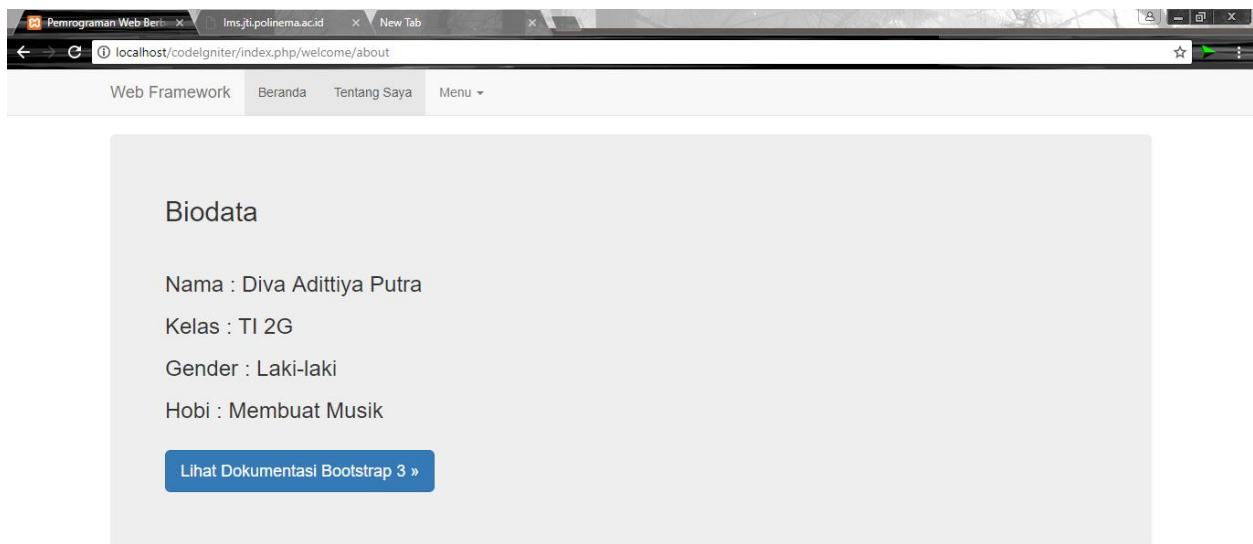 Pemrograman Web Berb
lms.jti.polinema.ac.id
New Tab
localhost/codeIgniter/index.php/welcome/about
Web Framework Beranda Tentang Saya Menu
Biodata
Nama : Diva Adittiya Putra
Kelas : TI 2G
Gender : Laki-laki
Hobi : Membuat Musik
Lihat Dokumentasi Bootstrap 3 »